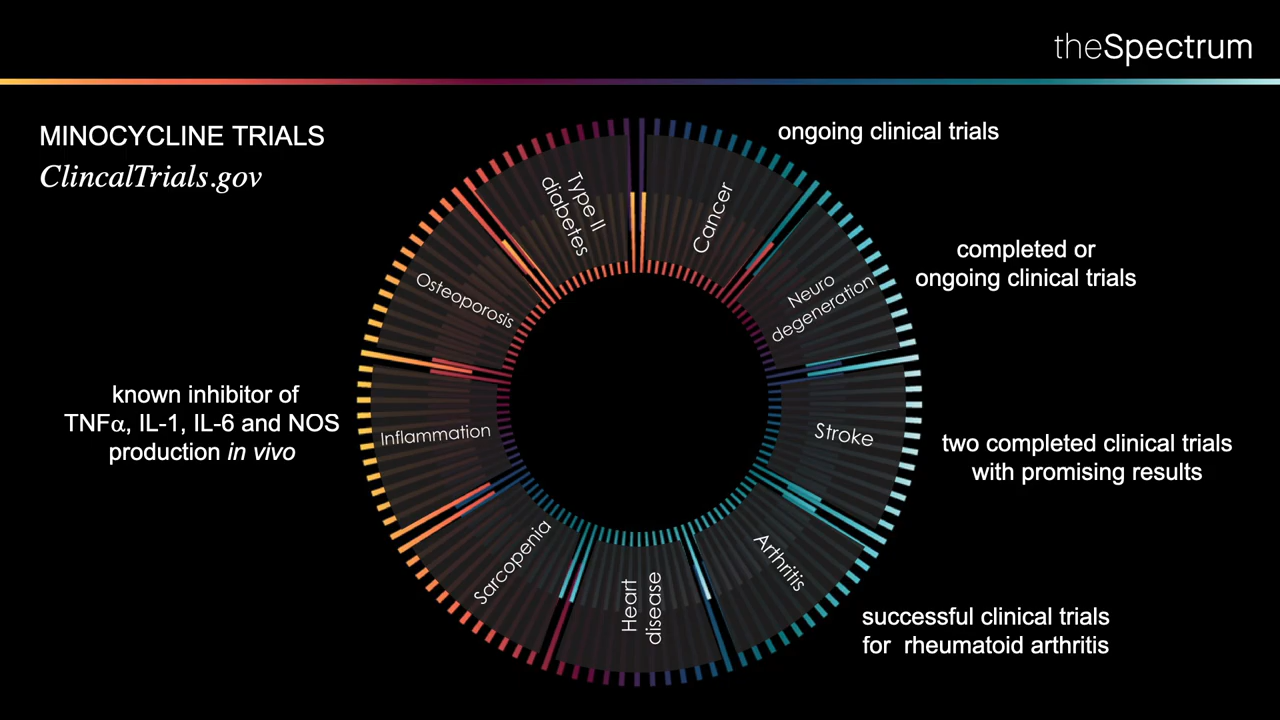 theSpectrum
MINOCYCLINE TRIALS
ClincalTrials.gov
ongoing clinical trials
completed or
ongoing clinical trials
known inhibitor of
TNFα, IL-1, IL-6 and NOS
production in vivo
two completed clinical trials
with promising results
successful clinical trials
for rheumatoid arthritis
Type II
diabetes
Cancer
Neuro
degeneration
Stroke
Arthritis
Heart
disease
Sarcopenia
Inflammation
Osteoporosis